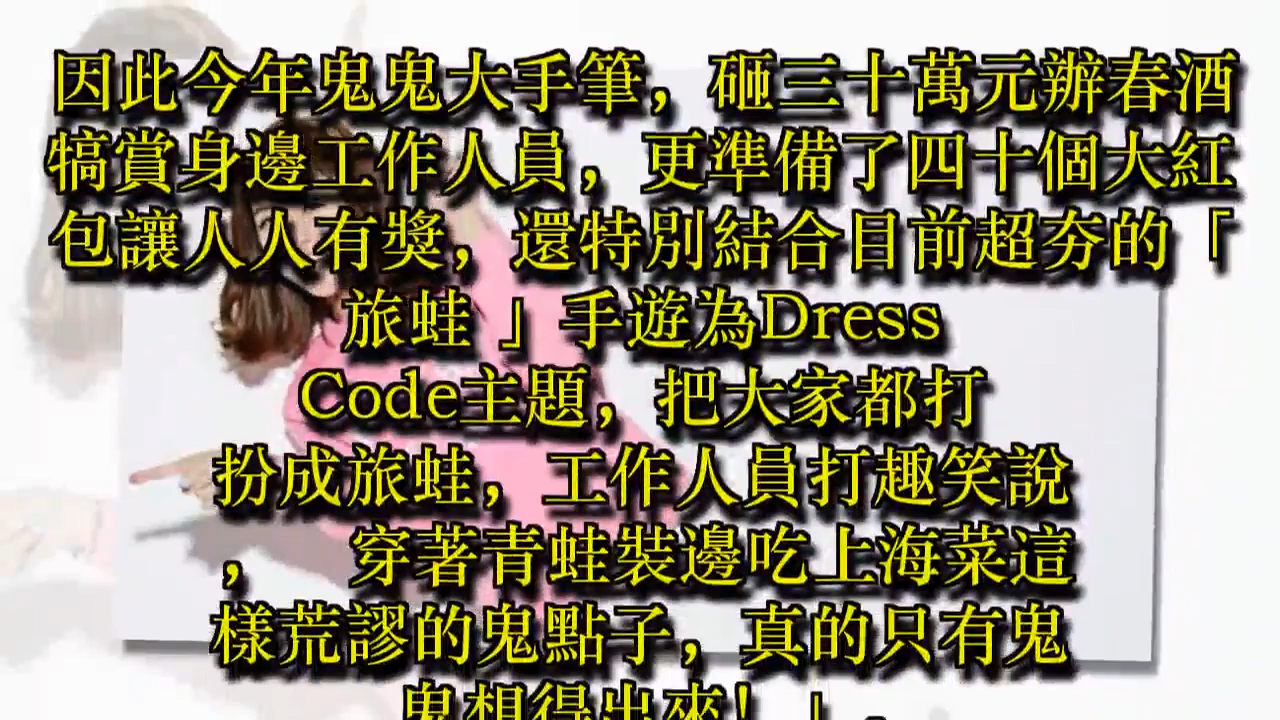 因此今年鬼鬼大手筆，砸三十萬元辦春酒
犒賞身邊工作人員，更準備了四十個大紅
包讓人人有獎，還特別結合目前超夯的「
旅蛙 」手遊為Dress
Code主題，把大家都打
扮成旅蛙，工作人員打趣笑說
，　穿著青蛙裝邊吃上海菜這
樣荒謬的鬼點子，真的只有鬼
鬼想得出來！」。